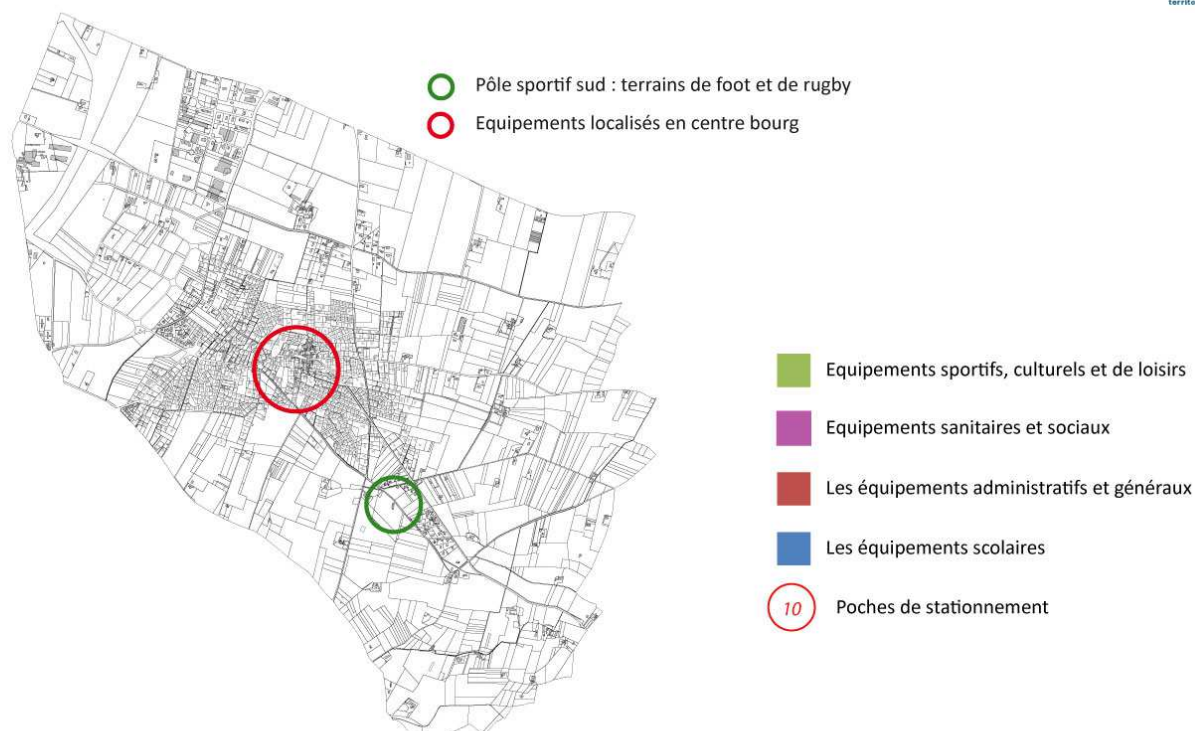 territo
Pôle sportif sud : terrains de foot et de rugby
Equipements localisés en centre bourg
Equipements sportifs, culturels et de loisirs
Equipements sanitaires et sociaux
Les équipements administratifs et généraux
Les équipements scolaires
10 Poches de stationnement